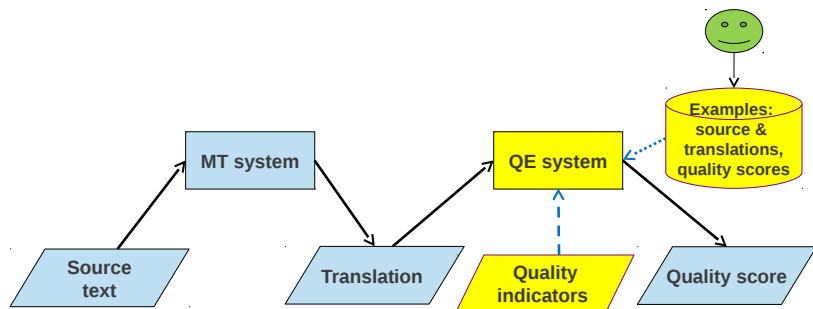 Examples:
source &
translations,
quality scores
MT system
QE system
Source
text
Translation
Quality
indicators
Quality score